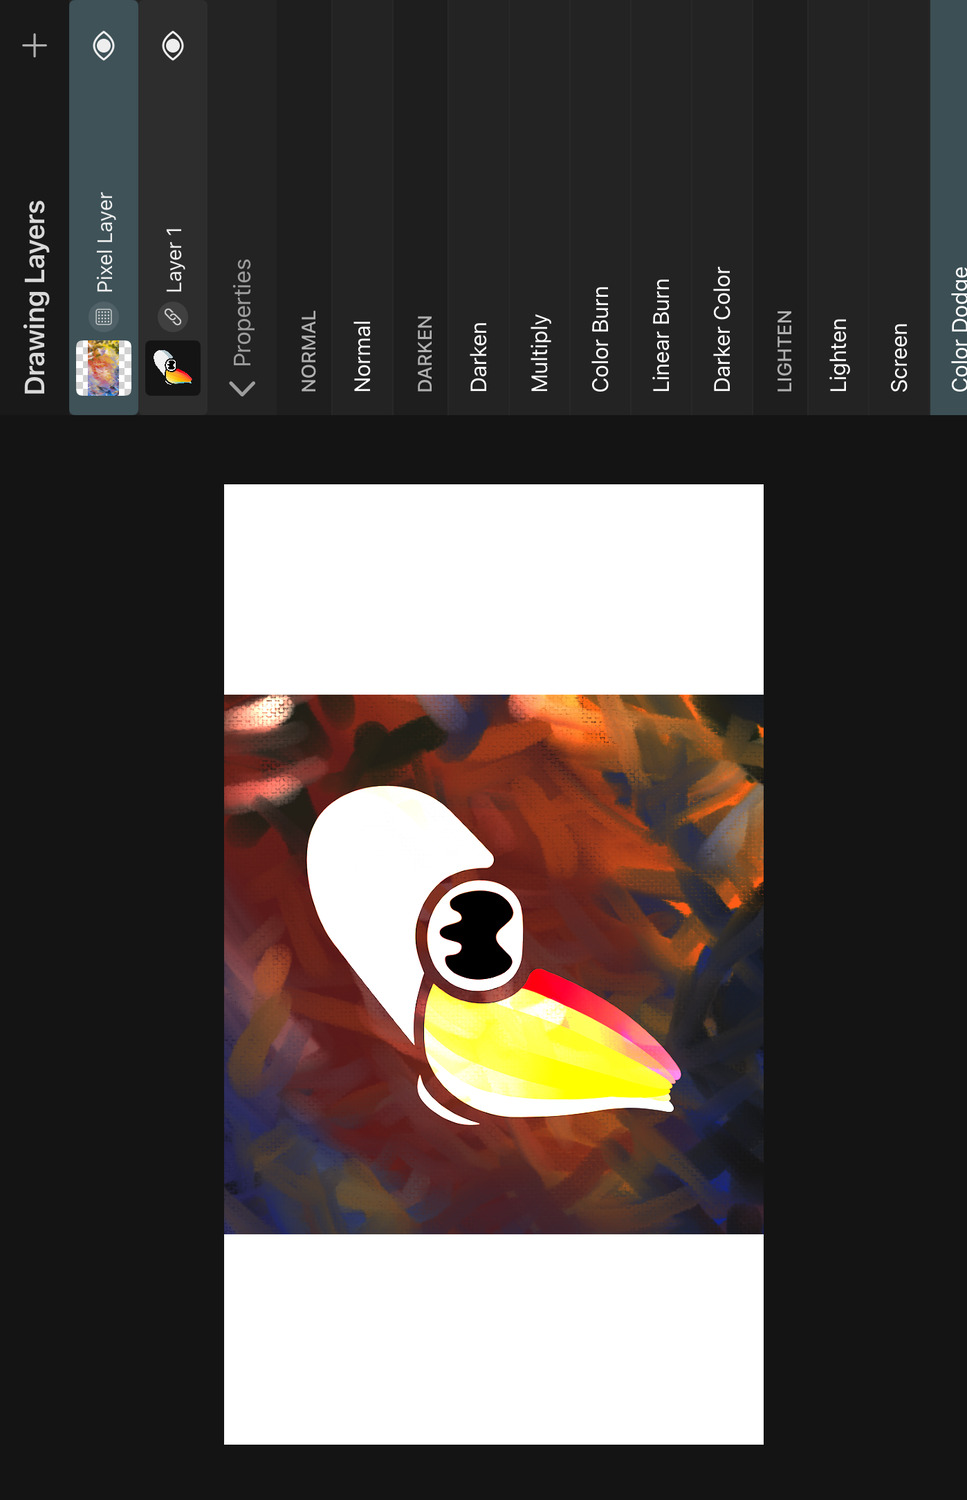 Drawing Layers
Pixel Layer
Layer 1
Properties
NORMAL
Normal
DARKEN
Darken
Multiply
Color Burn
Linear Burn
Darker Color
LIGHTEN
Lighten
Screen
Color Dodge